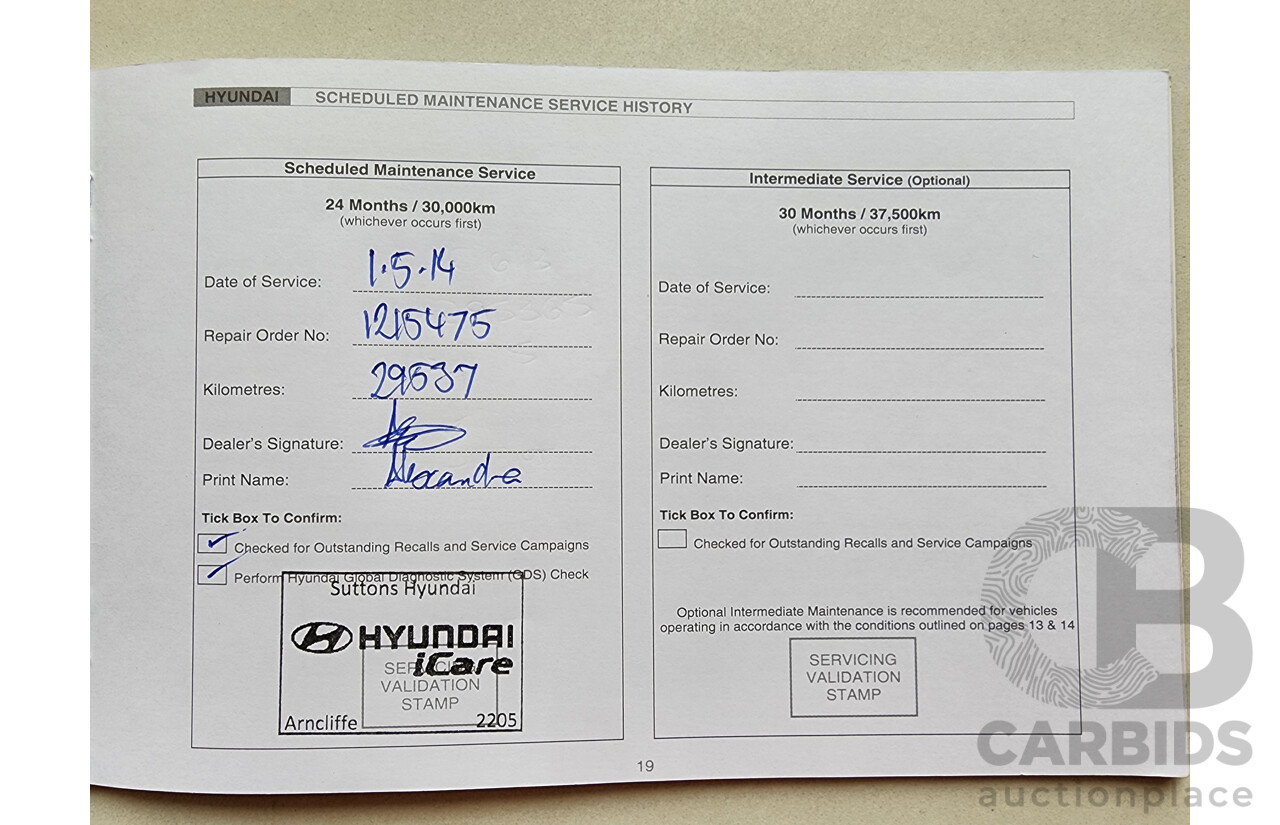 HYUNDAI SCHEDULED MAINTENANCE SERVICE HISTORY
Scheduled Maintenance Service
24 Months / 30,000km
(whichever occurs first)
Date of Service: 1.5.14
Repair Order No: 1215475
Kilometres: 29537
Dealer's Signature:
Print Name: Alexandra
Tick Box To Confirm:
Checked for Outstanding Recalls and Service Campaigns
Perform Hyundai Global Diagnostic System (GDS) Check
Suttons Hyundai
HYUNDAI
iCare
SERVICING
VALIDATION
STAMP
Arncliffe 2205
Intermediate Service (Optional)
30 Months / 37,500km
(whichever occurs first)
Date of Service:
Repair Order No:
Kilometres:
Dealer's Signature:
Print Name:
Tick Box To Confirm:
Checked for Outstanding Recalls and Service Campaigns
Optional Intermediate Maintenance is recommended for vehicles
operating in accordance with the conditions outlined on pages 13 & 14
SERVICING
VALIDATION
STAMP
19
CB
CARBIDS
auctionplace